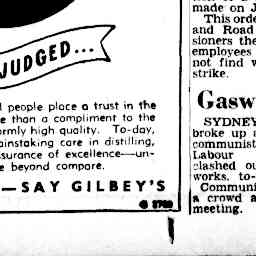 JUDGED...
people place a trust in the
e than a compliment to the
ormly high quality. To-day,
ainstaking care in distilling,
surance of excellence—un-
e beyond compare.
—SAY GILBEY'S
made on J
This orde
and Road
sioners the
employees
not find w
strike.
Gasw
SYDNEY
broke up a
communist
Labour
clashed ou
works, to-
Communi
a crowd a
meeting.